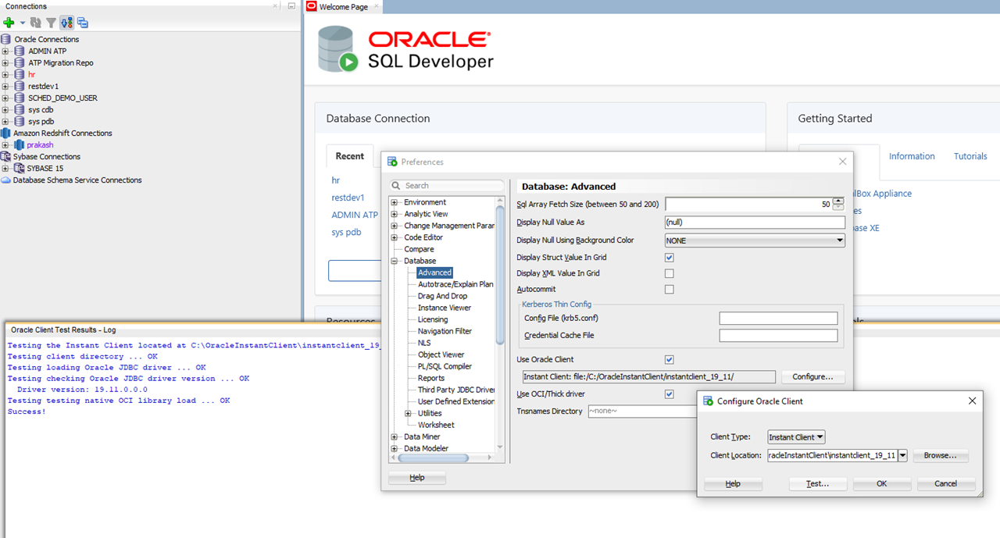 Connections
Oracle Connections
ADMIN ATP
ATP Migration Repo
hr
restdev1
SCHED_DEMO_USER
sys cdb
sys pdb
Amazon Redshift Connections
prakash
Sybase Connections
SYBASE 15
Database Schema Service Connections
Welcome Page
ORACLE
SQL Developer
Database Connection
Recent
hr
restdev1
ADMIN ATP
sys pdb
Getting Started
Information
Tutorials
lBox Appliance
es
ase XE
Preferences
Search
Environment
Analytic View
Change Management Paran
Code Editor
Compare
Database
Advanced
Autotrace/Explain Plan
Drag And Drop
Instance Viewer
Licensing
Navigation Filter
NLS
Object Viewer
PL/SQL Compiler
Reports
Third Party JDBC Driver
User Defined Extension
Utilities
Worksheet
Data Miner
Data Modeler
Help
Database: Advanced
Sql Array Fetch Size (between 50 and 200)
50
Display Null Value As
(null)
Display Null Using Background Color
NONE
Display Struct Value In Grid
Display XML Value In Grid
Autocommit
Kerberos Thin Config
Config File (krb5.conf)
Credential Cache File
Use Oracle Client
Instant Client: file:/C:/OracleInstantClient/instantclient_19_11/
Configure...
Use OCI/Thick driver
Tnsnames Directory
~none~
Configure Oracle Client
Client Type:
Instant Client
Client Location:
racleInstantClient\instantclient_19_11
Browse...
Help
Test...
OK
Cancel
Oracle Client Test Results - Log
Testing the Instant Client located at C:\OracleInstantClient\instantclient_19_
Testing client directory ... OK
Testing loading Oracle JDBC driver ... OK
Testing checking Oracle JDBC driver version ... OK
Driver version: 19.11.0.0.0
Testing testing native OCI library load ... OK
Success!